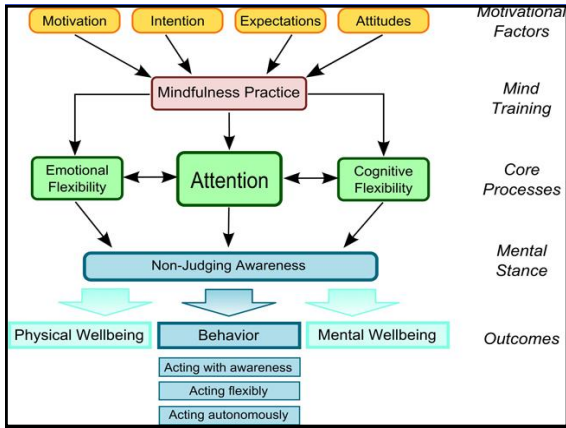 Motivation Intention Expectations Attitudes Motivational
Factors
Mindfulness Practice Mind
Training
Emotional
Flexibility
Attention
Cognitive
Flexibility
Core
Processes
Non-Judging Awareness Mental
Stance
Physical Wellbeing Behavior Mental Wellbeing Outcomes
Acting with awareness
Acting flexibly
Acting autonomously